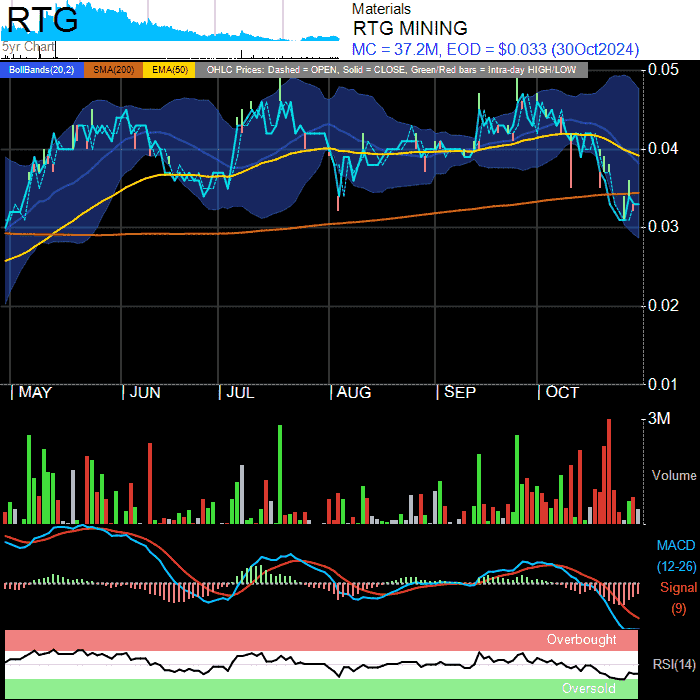 RTG
5yr Chart
Materials
RTG MINING
MC = 37.2M, EOD = $0.033 (30Oct2024)
BollBands(20,2) SMA(200) EMA(50) OHLC Prices: Dashed = OPEN, Solid = CLOSE, Green/Red bars = Intra-day HIGH/LOW
0.05
0.04
0.03
0.02
0.01
MAY JUN JUL AUG SEP OCT
3M
Volume
MACD
(12-26)
Signal
(9)
Overbought
RSI(14)
Oversold